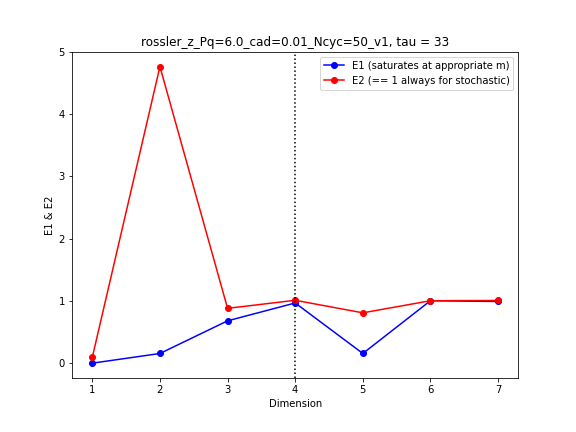 rossler_z_Pq=6.0_cad=0.01_Ncyc=50_v1, tau = 33
E1 (saturates at appropriate m)
E2 (== 1 always for stochastic)
E1 & E2
5
4
3
2
1
0
1 2 3 4 5 6 7
Dimension